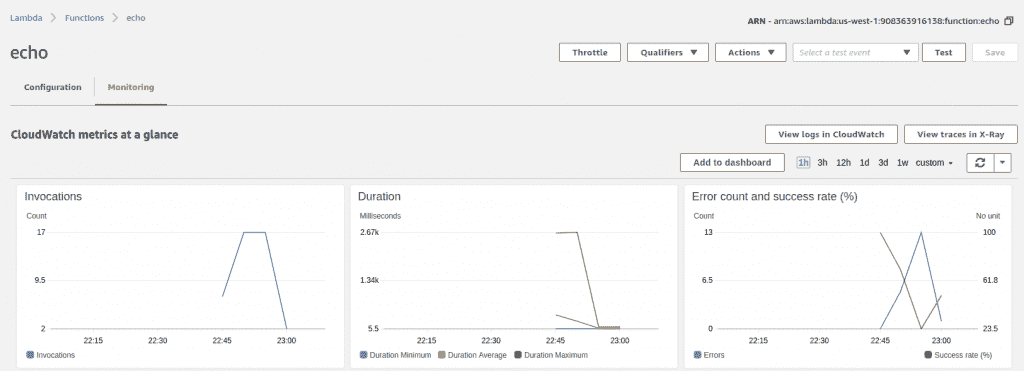 Lambda > Functions > echo
ARN - arn:aws:lambda:us-west-1:908363916138:function:echo
echo
Throttle Qualifiers Actions Select a test event Test Save
Configuration Monitoring
CloudWatch metrics at a glance
View logs in CloudWatch View traces in X-Ray
Add to dashboard 1h 3h 12h 1d 3d 1w custom
Invocations
Count
17
9.5
2
22:15 22:30 22:45 23:00
Invocations
Duration
Milliseconds
2.67k
1.34k
5.5
22:15 22:30 22:45 23:00
Duration Minimum Duration Average Duration Maximum
Error count and success rate (%)
Count No unit
13 100
6.5 61.8
0 23.5
22:15 22:30 22:45 23:00
Errors Success rate (%)